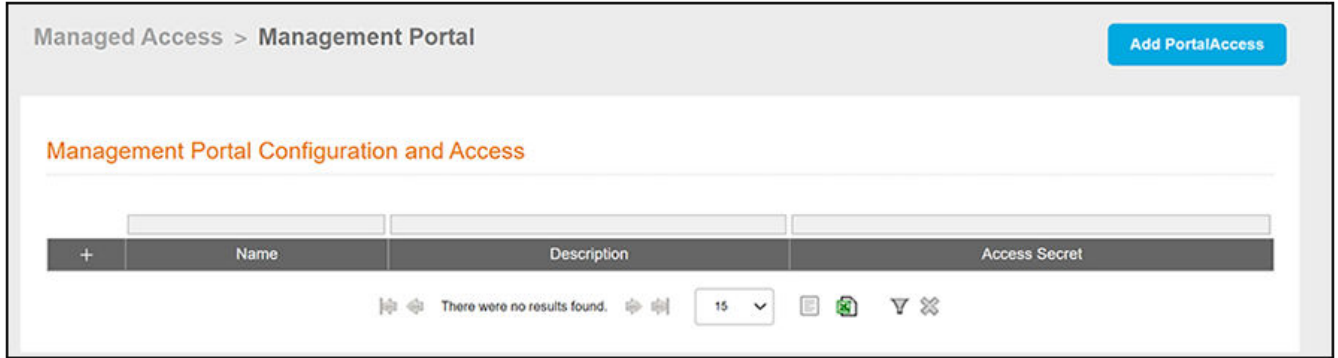 Managed Access > Management Portal
Add PortalAccess
Management Portal Configuration and Access
+ Name Description Access Secret
There were no results found. 15